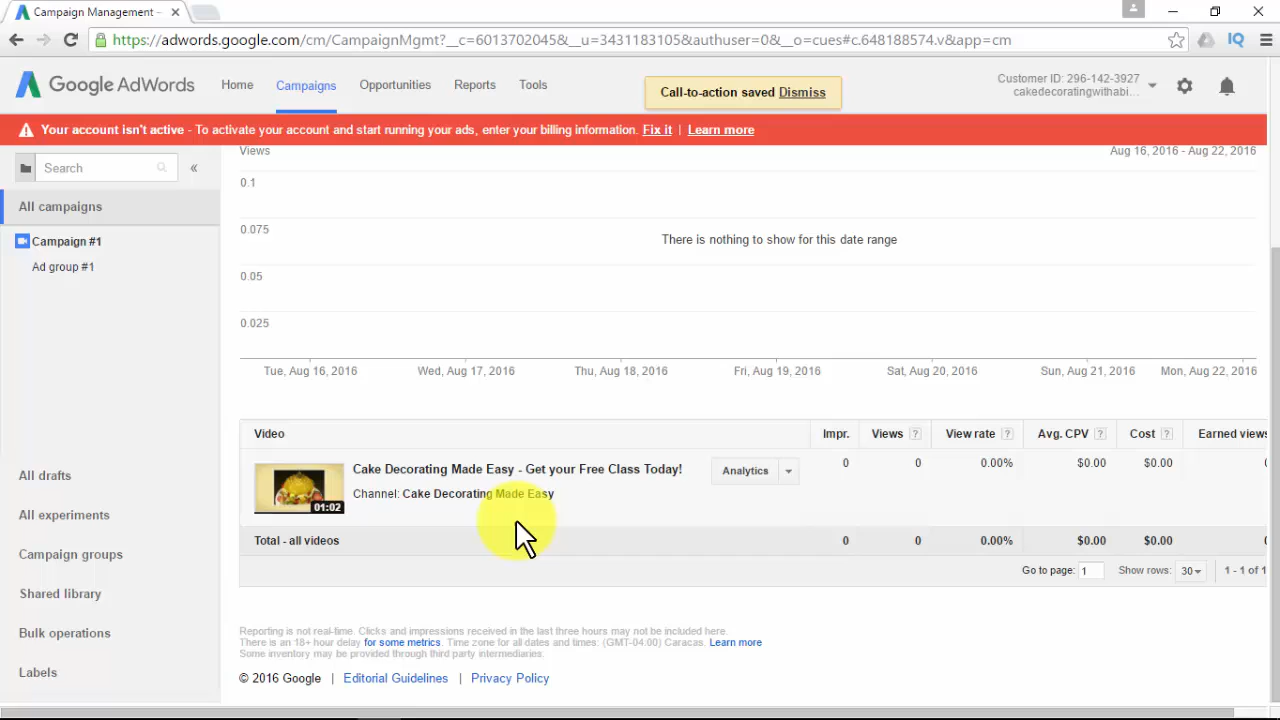 Campaign Management –
https://adwords.google.com/cm/CampaignMgmt?__c=6013702045&__u=3431183105&authuser=0&__o=cues#c.648188574.v&app=cm
IQ
Google AdWords
Home
Campaigns
Opportunities
Reports
Tools
Call-to-action saved Dismiss
Customer ID: 296-142-3927
cakedecoratingwithabi...
Your account isn't active - To activate your account and start running your ads, enter your billing information. Fix it | Learn more
Search
«
All campaigns
Campaign #1
Ad group #1
All drafts
All experiments
Campaign groups
Shared library
Bulk operations
Labels
Views
Aug 16, 2016 - Aug 22, 2016
0.1
0.075
0.05
0.025
There is nothing to show for this date range
Tue, Aug 16, 2016
Wed, Aug 17, 2016
Thu, Aug 18, 2016
Fri, Aug 19, 2016
Sat, Aug 20, 2016
Sun, Aug 21, 2016
Mon, Aug 22, 2016
Video Impr. Views ? View rate ? Avg. CPV ? Cost ? Earned views
Cake Decorating Made Easy - Get your Free Class Today! Analytics 0 0 0.00% $0.00 $0.00
Channel: Cake Decorating Made Easy
01:02
Total - all videos 0 0 0.00% $0.00 $0.00
Go to page: 1 Show rows: 30 1 - 1 of 1
Reporting is not real-time. Clicks and impressions received in the last three hours may not be included here.
There is an 18+ hour delay for some metrics. Time zone for all dates and times: (GMT-04:00) Caracas. Learn more
Some inventory may be provided through third party intermediaries.
© 2016 Google | Editorial Guidelines | Privacy Policy